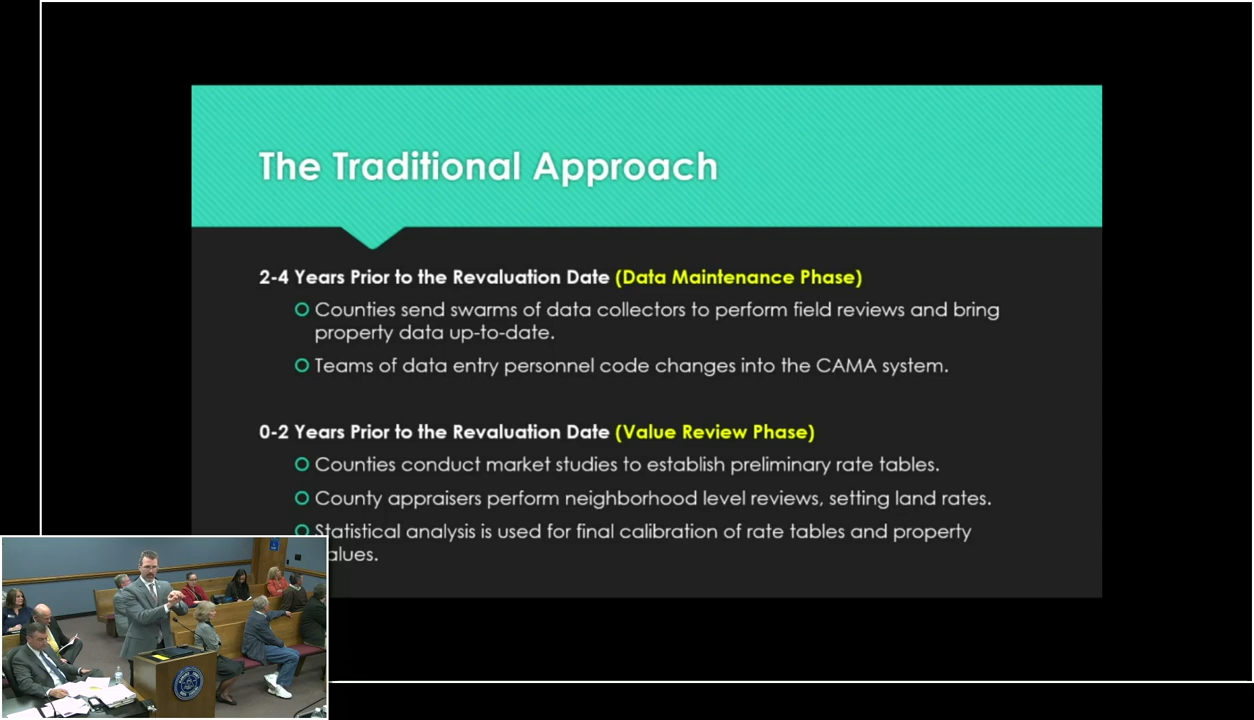 The Traditional Approach
2-4 Years Prior to the Revaluation Date (Data Maintenance Phase)
Counties send swarms of data collectors to perform field reviews and bring
property data up-to-date.
Teams of data entry personnel code changes into the CAMA system.
0-2 Years Prior to the Revaluation Date (Value Review Phase)
Counties conduct market studies to establish preliminary rate tables.
County appraisers perform neighborhood level reviews, setting land rates.
Statistical analysis is used for final calibration of rate tables and property
alues.